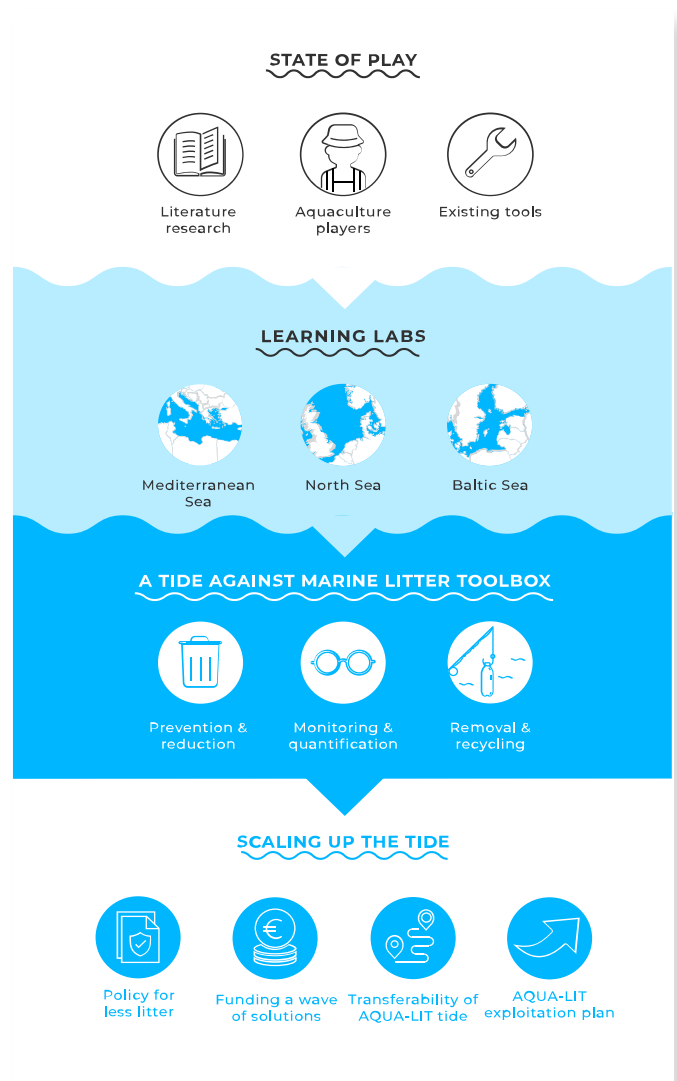 STATE OF PLAY
Literature
research
Aquaculture
players
Existing tools
LEARNING LABS
Mediterranean
Sea
North Sea
Baltic Sea
A TIDE AGAINST MARINE LITTER TOOLBOX
Prevention &
reduction
Monitoring &
quantification
Removal &
recycling
SCALING UP THE TIDE
Policy for
less litter
Funding a wave
of solutions
Transferability of
AQUA-LIT tide
AQUA-LIT
exploitation plan